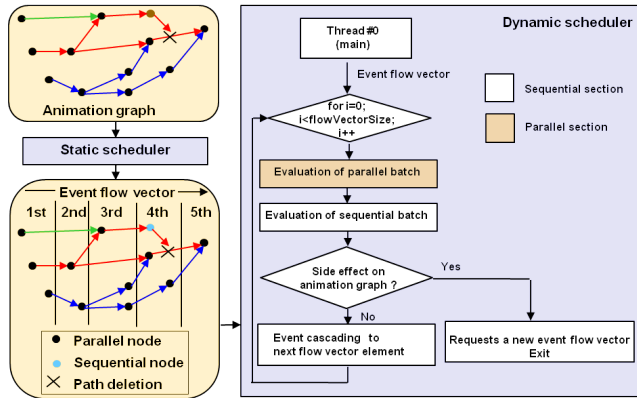 Animation graph
Static scheduler
Event flow vector
1st 2nd 3rd 4th 5th
Parallel node
Sequential node
Path deletion
Dynamic scheduler
Thread #0
(main)
Event flow vector
for i=0;
i<flowVectorSize;
i++
Evaluation of parallel batch
Evaluation of sequential batch
Side effect on
animation graph ?
Yes
No
Event cascading to
next flow vector element
Requests a new event flow vector
Exit
Sequential section
Parallel section